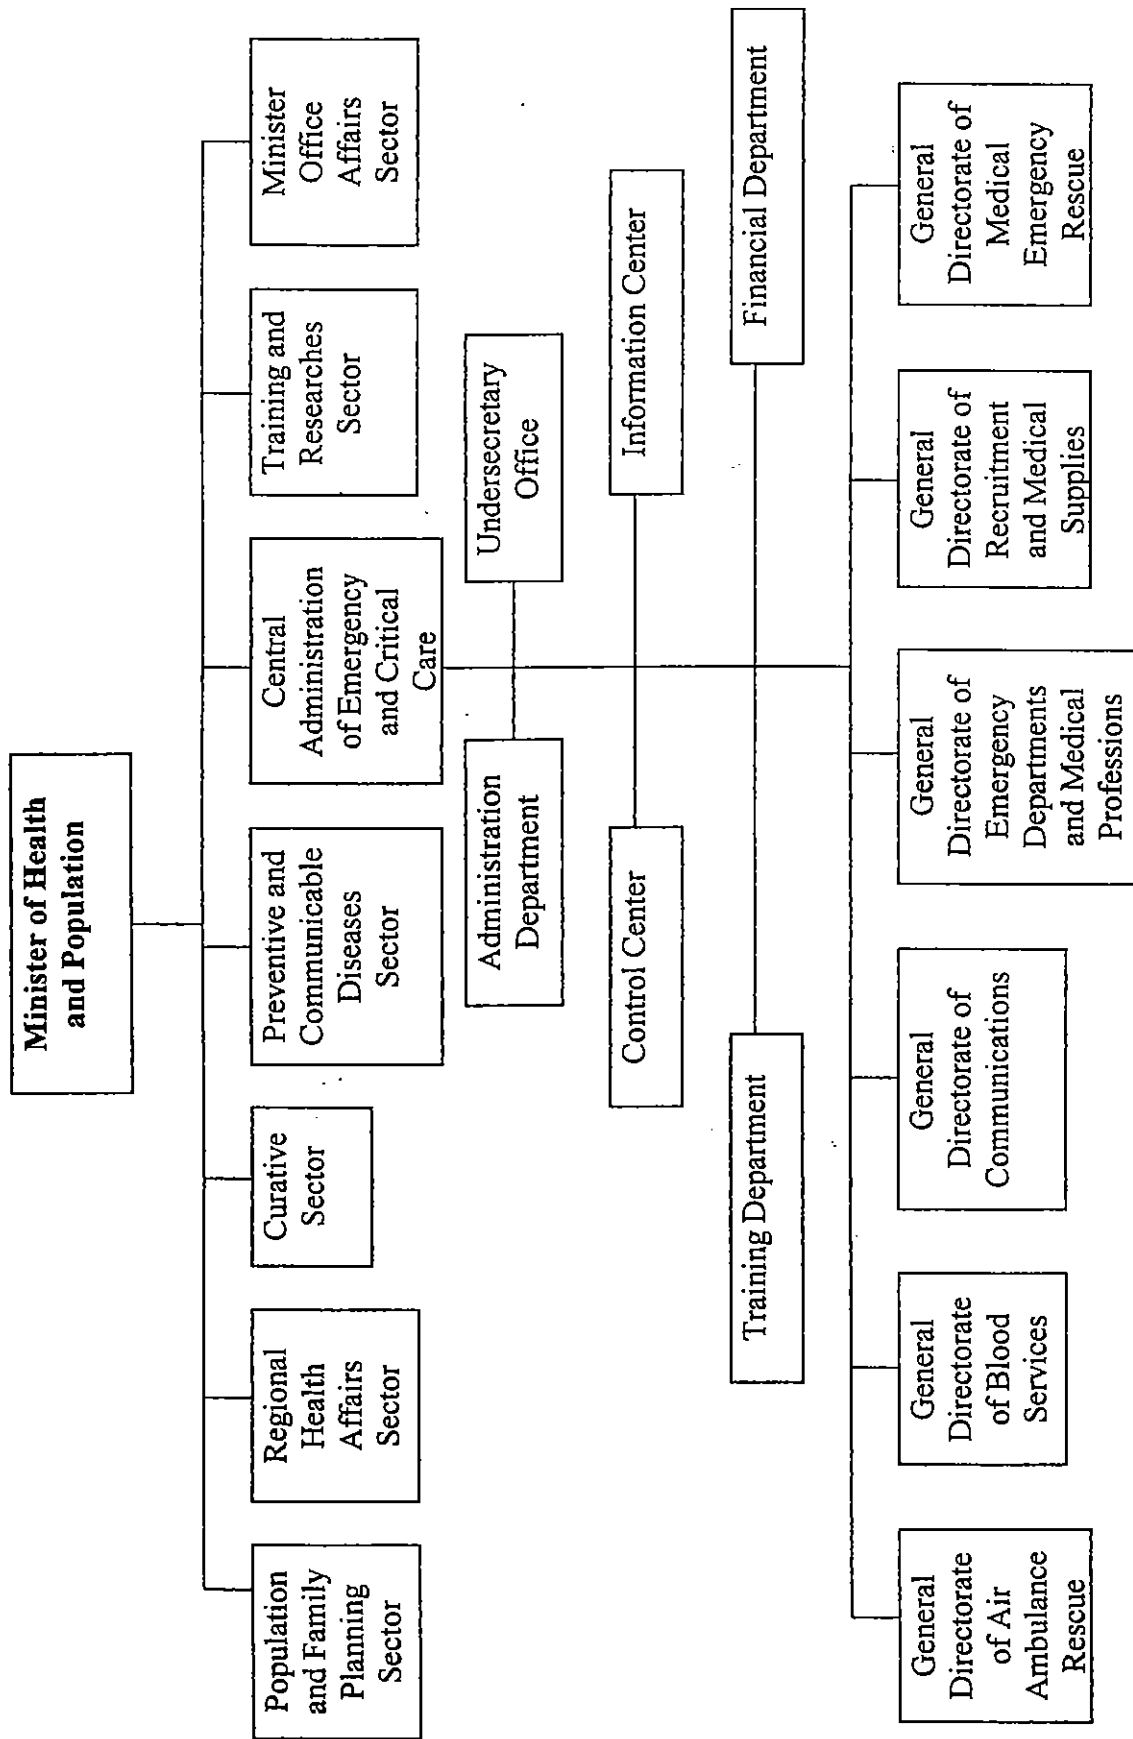 Minister of Health
and Population
Population
and Family
Planning
Sector
Regional
Health
Affairs
Sector
Curative
Sector
Preventive and
Communicable
Diseases
Sector
Central
Administration
of Emergency
and Critical
Care
Training and
Researches
Sector
Minister
Office
Affairs
Sector
Administration
Department
Undersecretary
Office
Control Center
Information Center
Training Department
Financial Department
General
Directorate
of Air
Ambulance
Rescue
General
Directorate
of Blood
Services
General
Directorate of
Communications
General
Directorate of
Emergency
Departments
and Medical
Professions
General
Directorate of
Recruitment
and Medical
Supplies
General
Directorate of
Medical
Emergency
Rescue